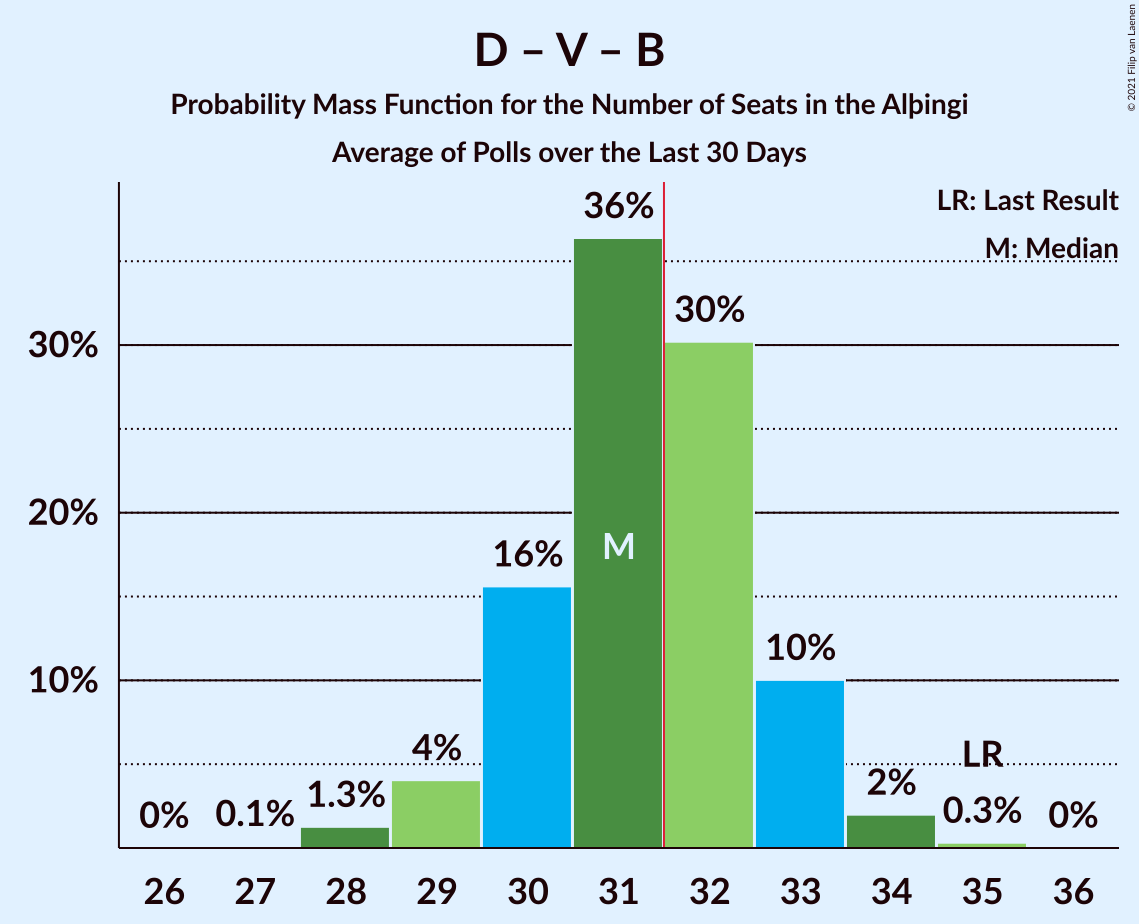 D – V – B
Probability Mass Function for the Number of Seats in the Alþingi
Average of Polls over the Last 30 Days
© 2021 Filip van Laenen
LR: Last Result
M: Median
36%
30%
30%
20%
16%
M
10%
10%
LR
4%
2%
1.3%
0.3%
0%
0.1%
0%
26 27 28 29 30 31 32 33 34 35 36